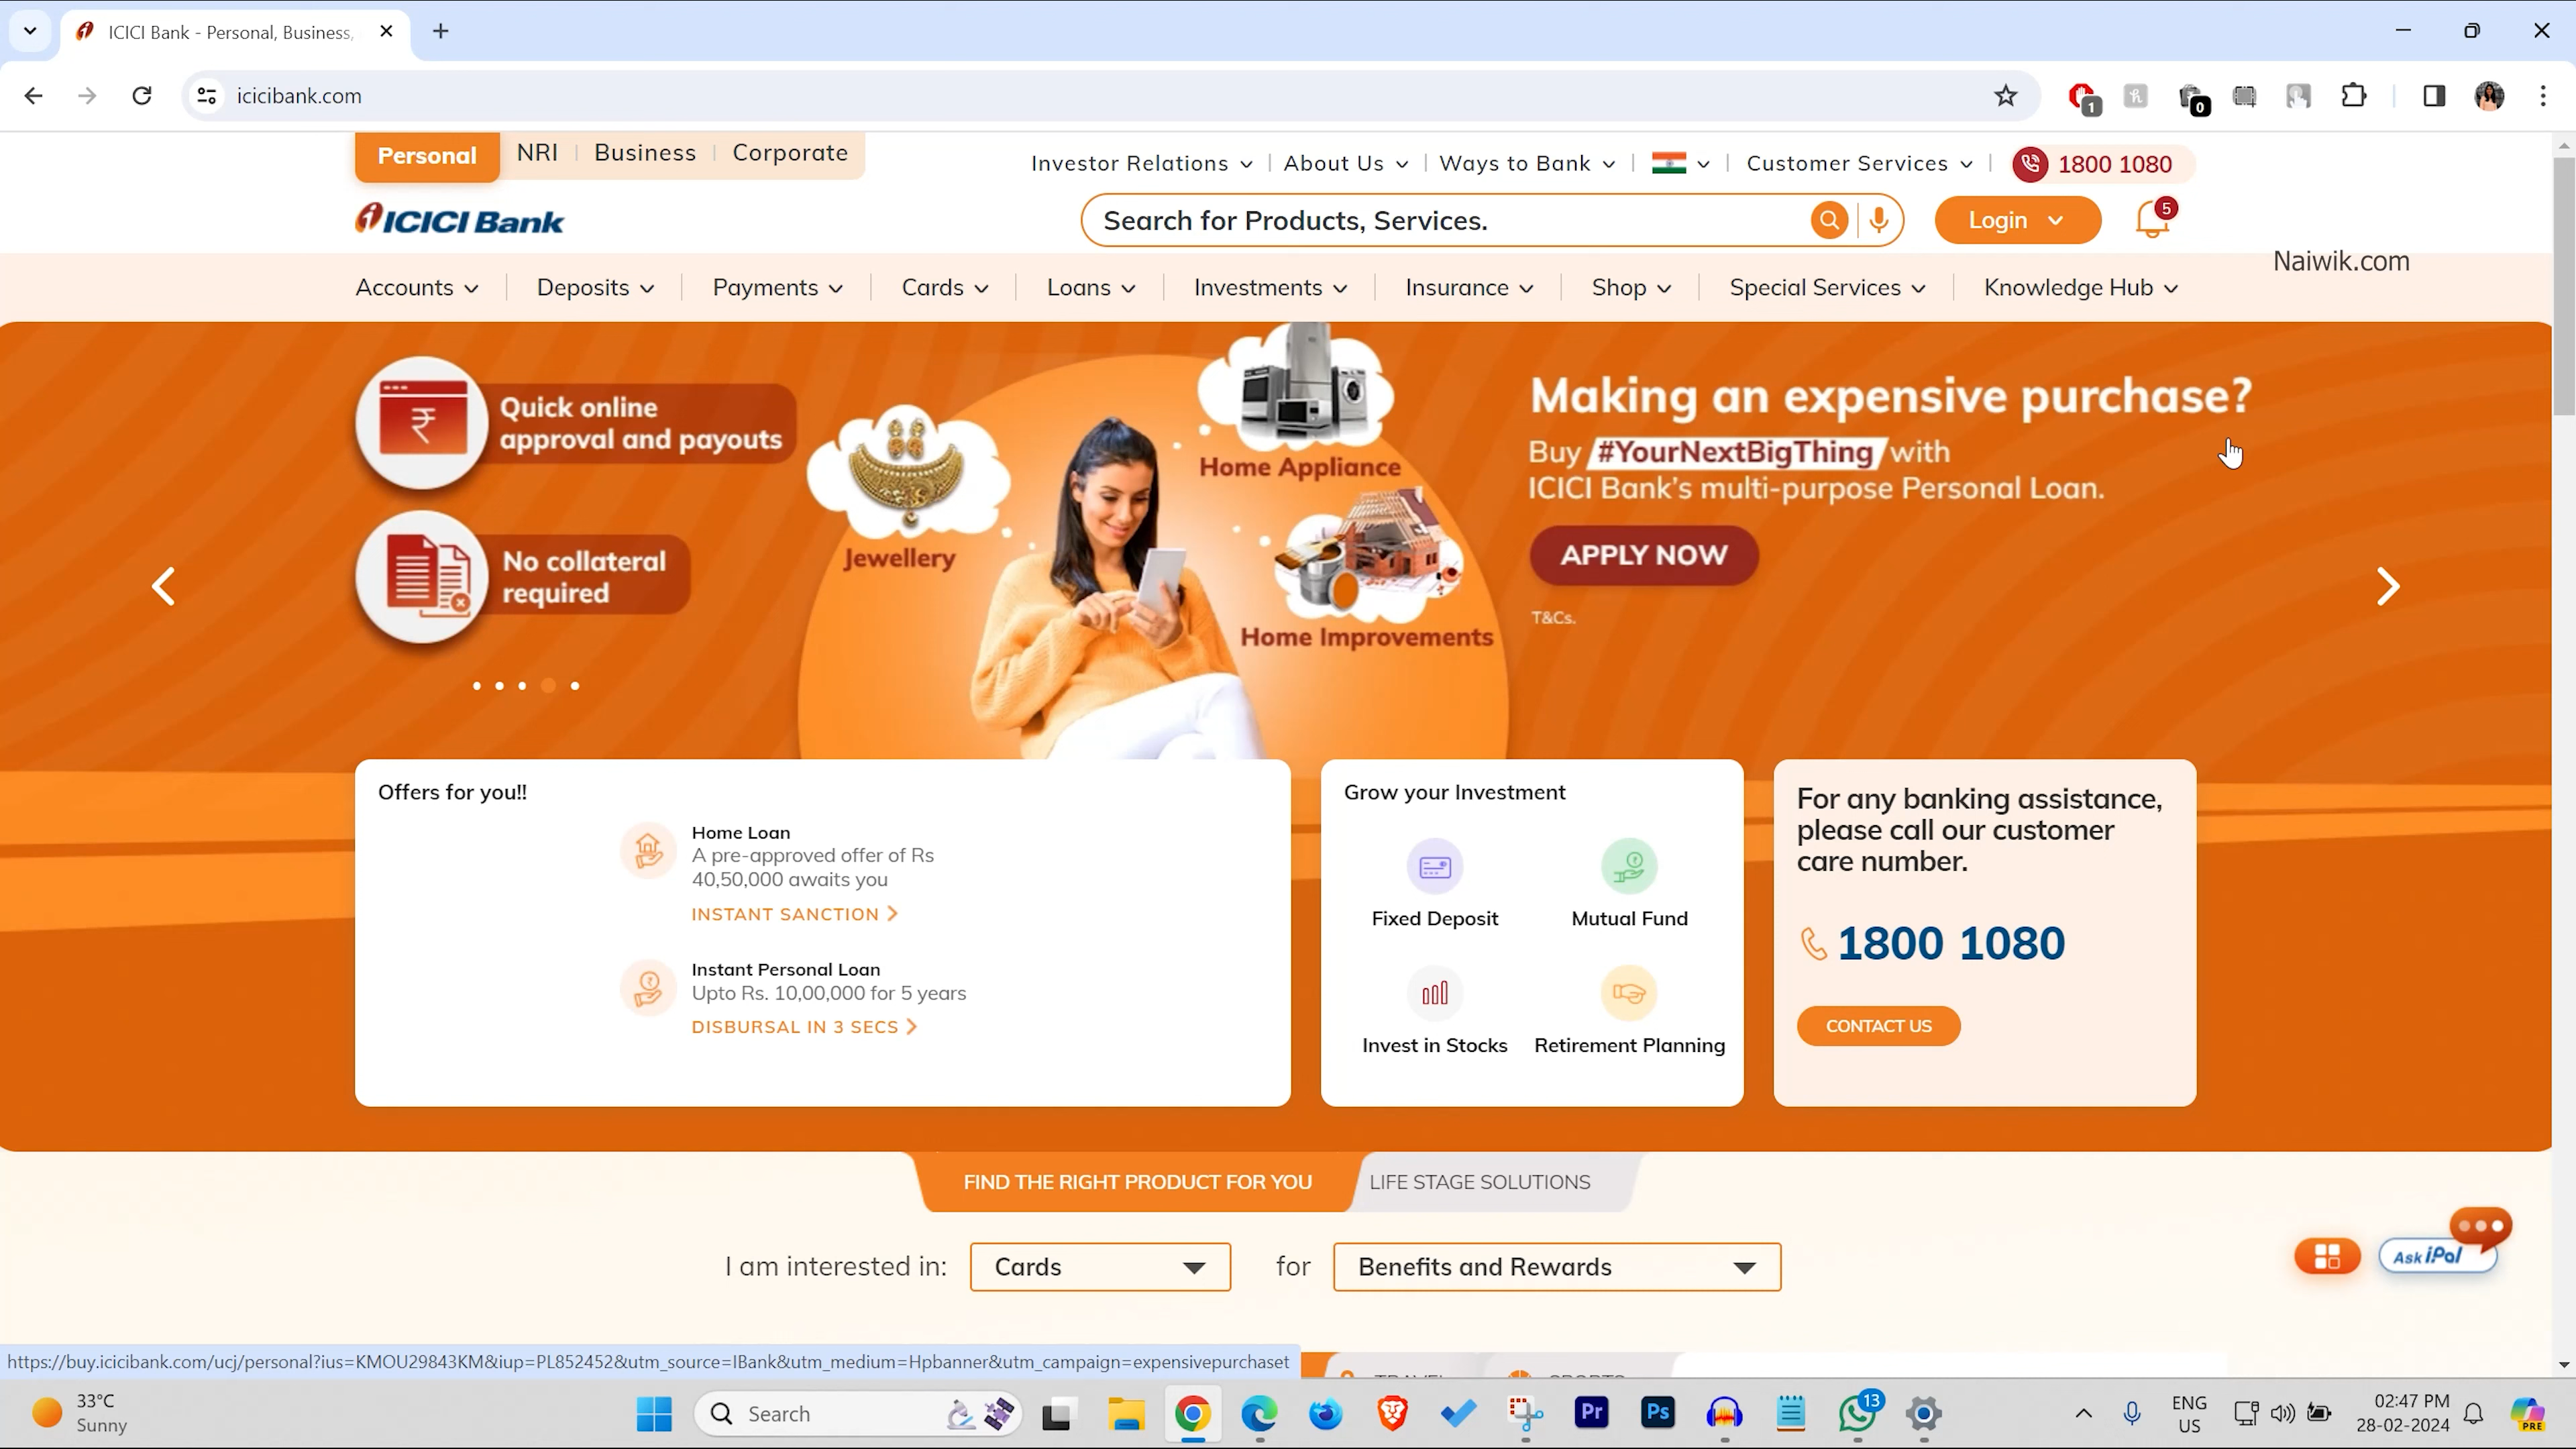 ICICI Bank - Personal, Business,
1
0
icicibank.com
Personal NRI Business Corporate
Investor Relations About Us Ways to Bank Customer Services 1800 1080
ICICI Bank
Search for Products, Services.
Login
5
Naiwik.com
Accounts Deposits Payments Cards Loans Investments Insurance Shop Special Services Knowledge Hub
Quick online
approval and payouts
No collateral
required
Jewellery
Home Appliance
Home Improvements
Making an expensive purchase?
Buy #YourNextBigThing with
ICICI Bank's multi-purpose Personal Loan.
APPLY NOW
T&Cs.
Offers for you!!
Home Loan
A pre-approved offer of Rs
40,50,000 awaits you
INSTANT SANCTION
Instant Personal Loan
Upto Rs. 10,00,000 for 5 years
DISBURSAL IN 3 SECS
Grow your Investment
Fixed Deposit
Mutual Fund
Invest in Stocks
Retirement Planning
For any banking assistance,
please call our customer
care number.
1800 1080
CONTACT US
FIND THE RIGHT PRODUCT FOR YOU
LIFE STAGE SOLUTIONS
I am interested in: Cards for Benefits and Rewards
Ask iPal
https://buy.icicibank.com/ucj/personal?ius=KMOU29843KM&iup=PL852452&utm_source=IBank&utm_medium=Hpbanner&utm_campaign=expensivepurchaset
33°C
Sunny
Search
Pr
Ps
13
ENG
US
02:47 PM
28-02-2024
PRE